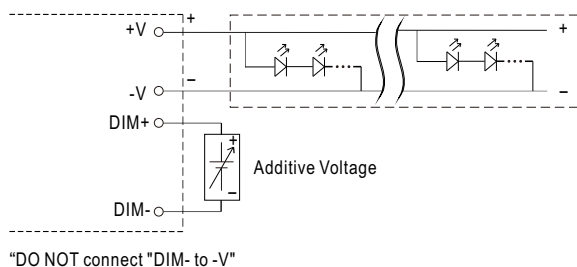 +
+V
+
−
-V
−
DIM+
+
Additive Voltage
−
DIM-
“DO NOT connect "DIM- to -V"